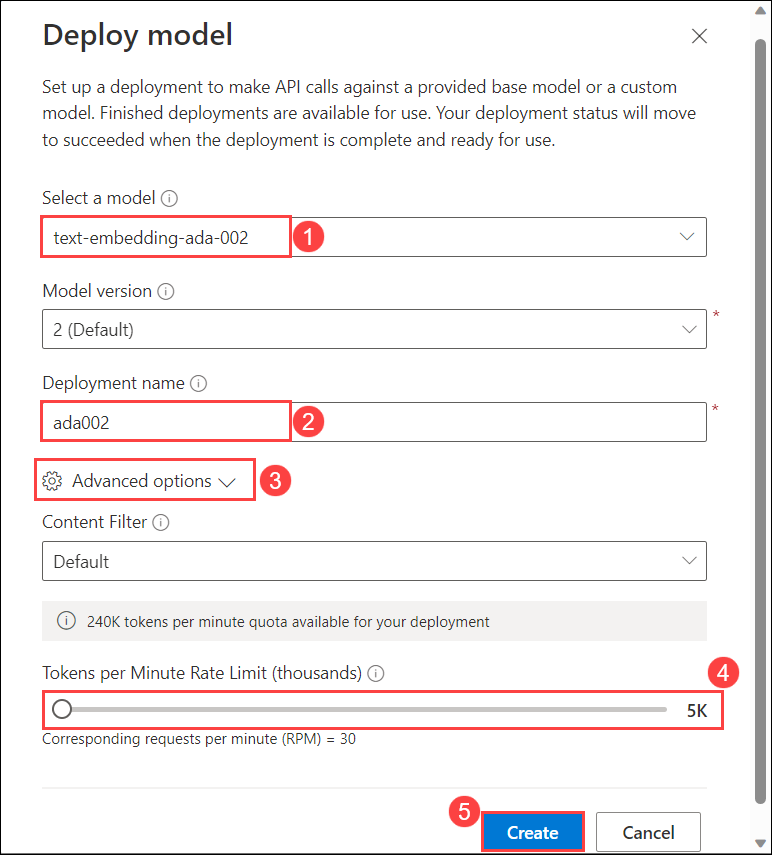 Deploy model
Set up a deployment to make API calls against a provided base model or a custom
model. Finished deployments are available for use. Your deployment status will move
to succeeded when the deployment is complete and ready for use.
Select a model
text-embedding-ada-002 1
Model version
2 (Default) *
Deployment name
ada002 2 *
Advanced options 3
Content Filter
Default
240K tokens per minute quota available for your deployment
Tokens per Minute Rate Limit (thousands) 4
5K
Corresponding requests per minute (RPM) = 30
5 Create Cancel